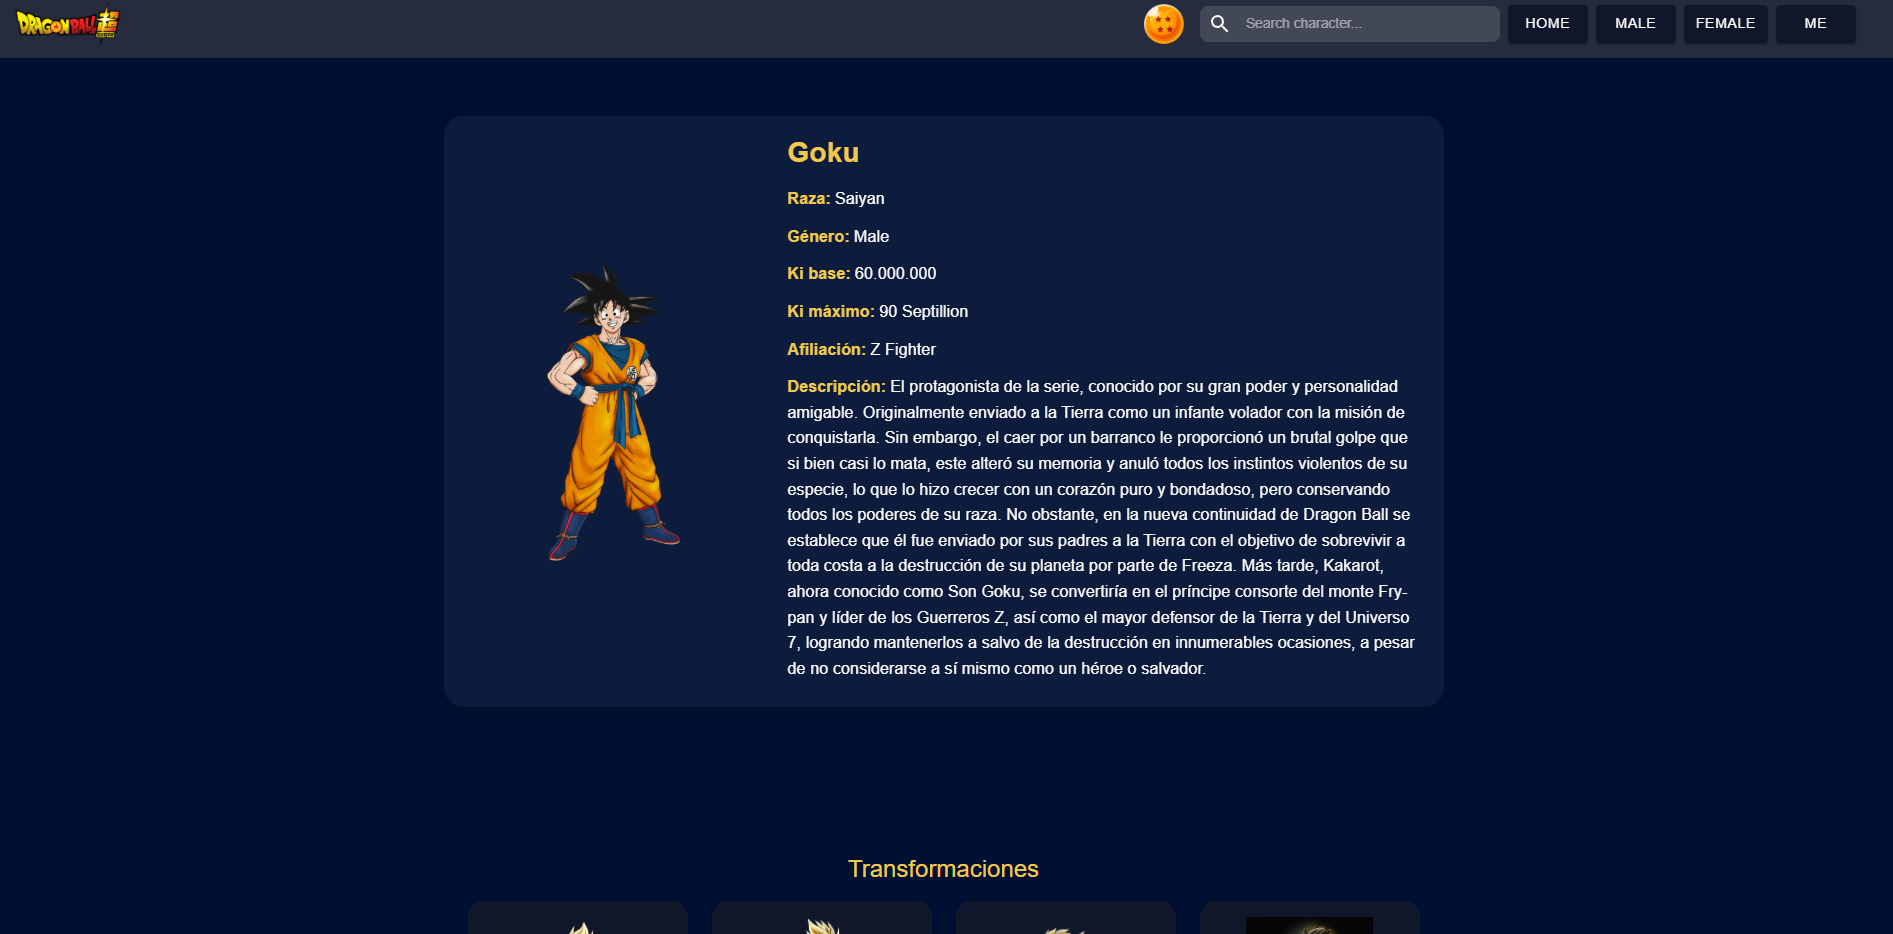 DRAGONBALL
SUPER
Search character...
HOME
MALE
FEMALE
ME
Goku
Raza: Saiyan
Género: Male
Ki base: 60.000.000
Ki máximo: 90 Septillion
Afiliación: Z Fighter
Descripción: El protagonista de la serie, conocido por su gran poder y personalidad
amigable. Originalmente enviado a la Tierra como un infante volador con la misión de
conquistarla. Sin embargo, el caer por un barranco le proporcionó un brutal golpe que
si bien casi lo mata, este alteró su memoria y anuló todos los instintos violentos de su
especie, lo que lo hizo crecer con un corazón puro y bondadoso, pero conservando
todos los poderes de su raza. No obstante, en la nueva continuidad de Dragon Ball se
establece que él fue enviado por sus padres a la Tierra con el objetivo de sobrevivir a
toda costa a la destrucción de su planeta por parte de Freeza. Más tarde, Kakarot,
ahora conocido como Son Goku, se convertiría en el príncipe consorte del monte Fry-
pan y líder de los Guerreros Z, así como el mayor defensor de la Tierra y del Universo
7, logrando mantenerlos a salvo de la destrucción en innumerables ocasiones, a pesar
de no considerarse a sí mismo como un héroe o salvador.
Transformaciones